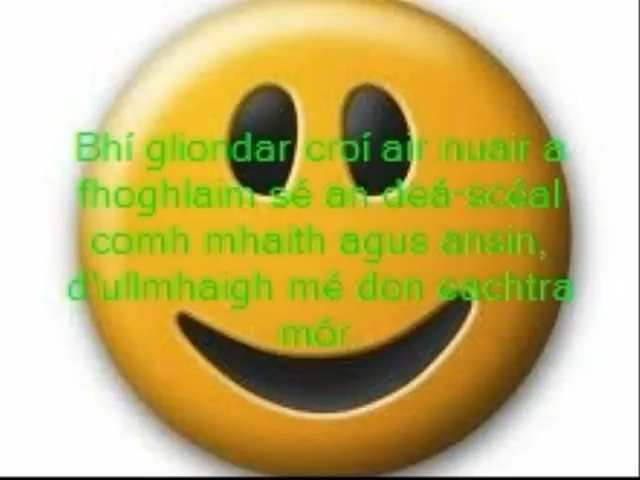 Bhí gliondar croí air nuair a
fhoghlaim sé an deá-scéal
comh mhaith agus ansin,
d'ullmhaigh mé don eachtra
mór.